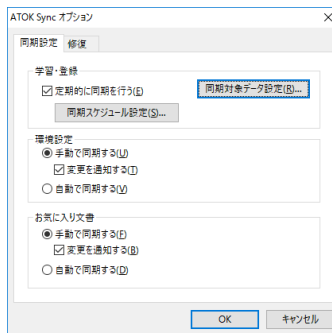 ATOK Sync オプション
同期設定 修復
学習・登録
定期的に同期を行う(E)
同期対象データ設定(R)...
同期スケジュール設定(S)...
環境設定
手動で同期する(U)
変更を通知する(T)
自動で同期する(V)
お気に入り文書
手動で同期する(F)
変更を通知する(B)
自動で同期する(D)
OK キャンセル